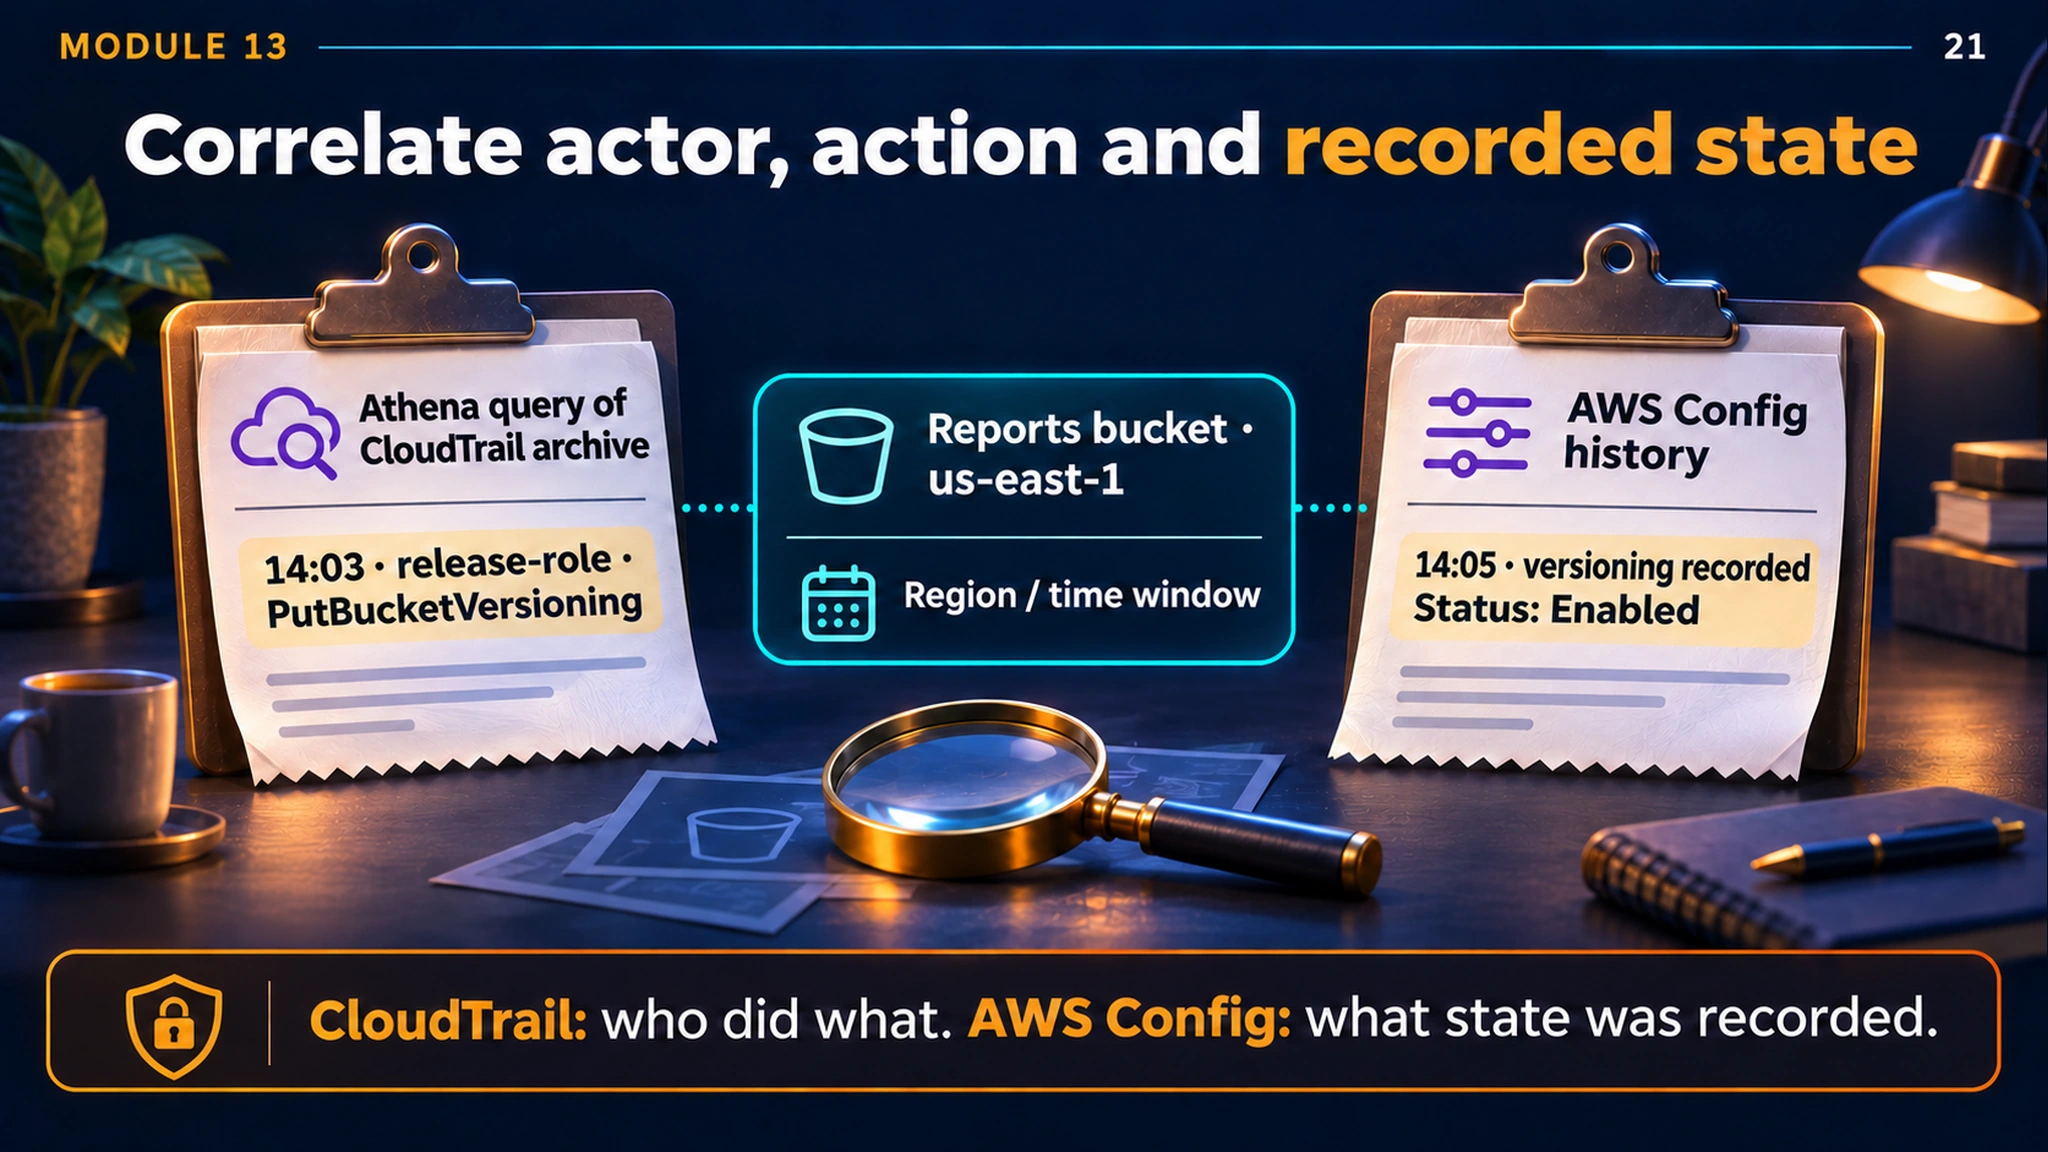 MODULE 13
21
Correlate actor, action and recorded state
Athena query of
CloudTrail archive
14:03 · release-role ·
PutBucketVersioning
Reports bucket ·
us-east-1
Region / time window
AWS Config
history
14:05 · versioning recorded
Status: Enabled
CloudTrail: who did what. AWS Config: what state was recorded.